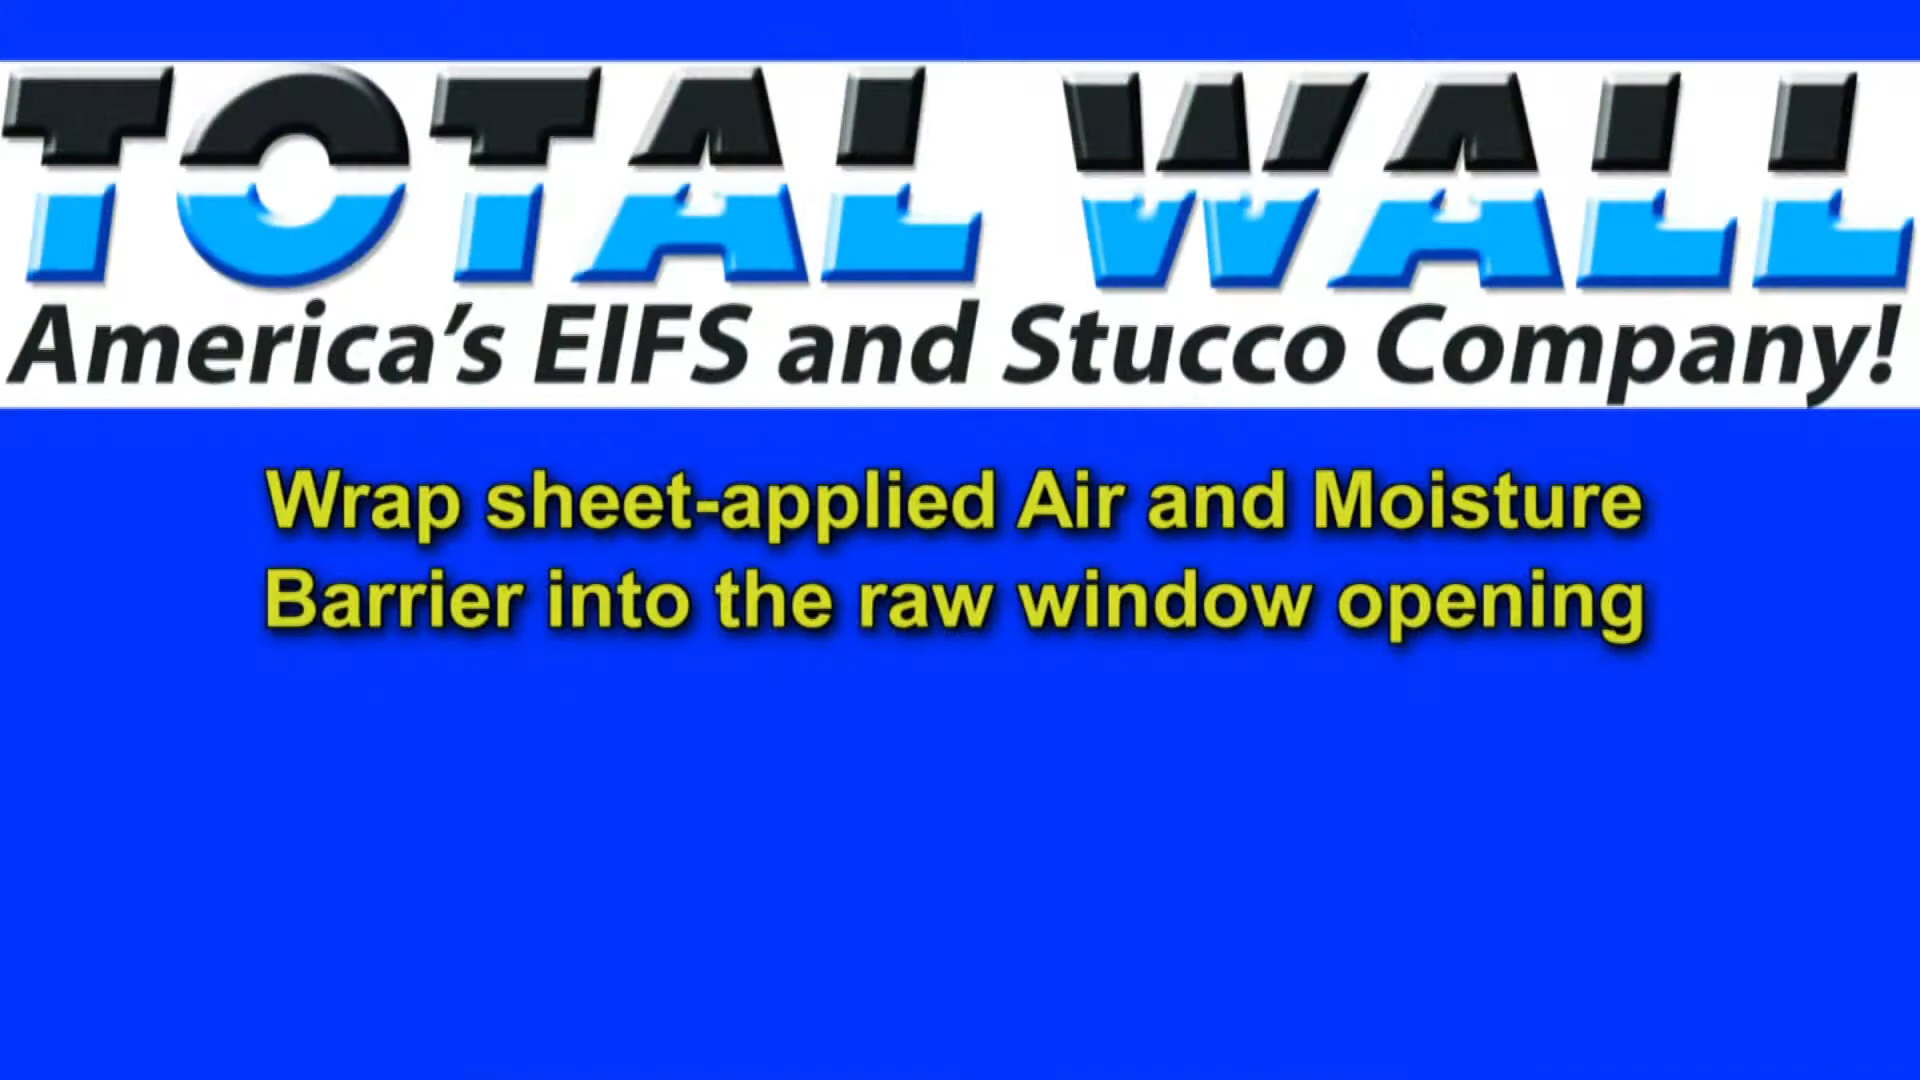 TOTAL WALL
America's EIFS and Stucco Company!
Wrap sheet-applied Air and Moisture
Barrier into the raw window opening